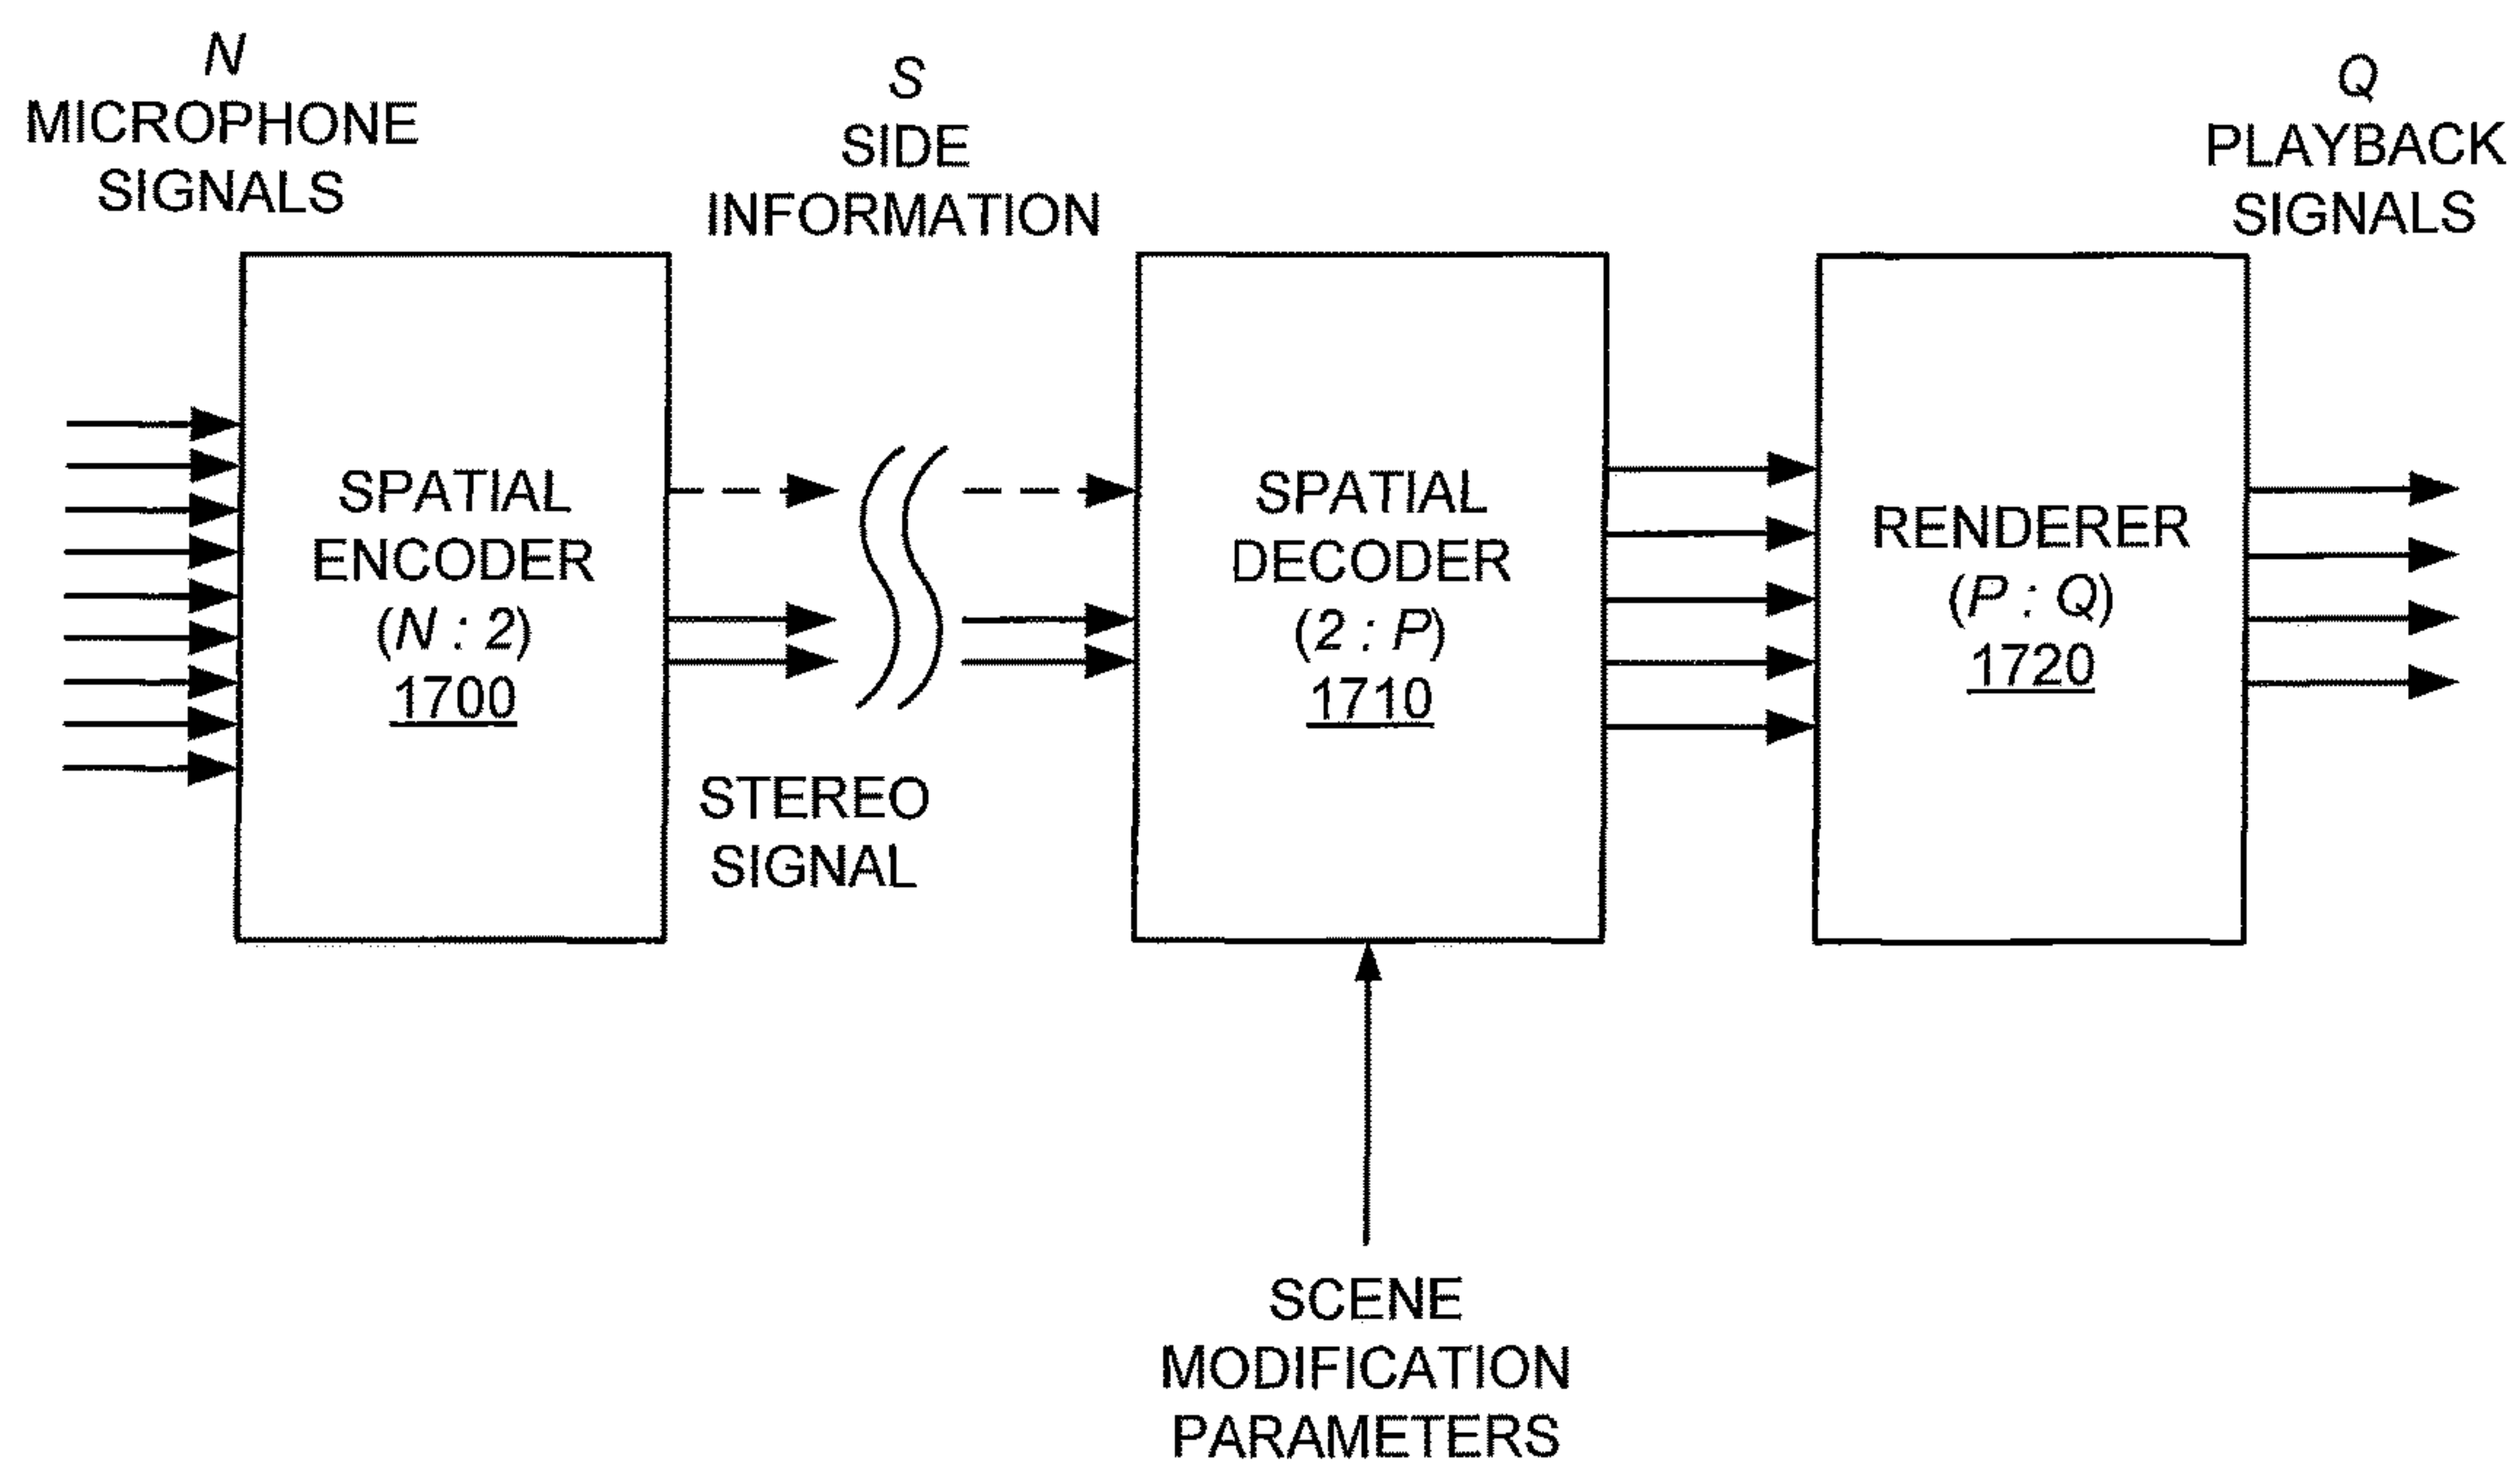 N
MICROPHONE
SIGNALS
S
SIDE
INFORMATION
Q
PLAYBACK
SIGNALS
SPATIAL
ENCODER
(N : 2)
1700
STEREO
SIGNAL
SPATIAL
DECODER
(2 : P)
1710
RENDERER
(P : Q)
1720
SCENE
MODIFICATION
PARAMETERS